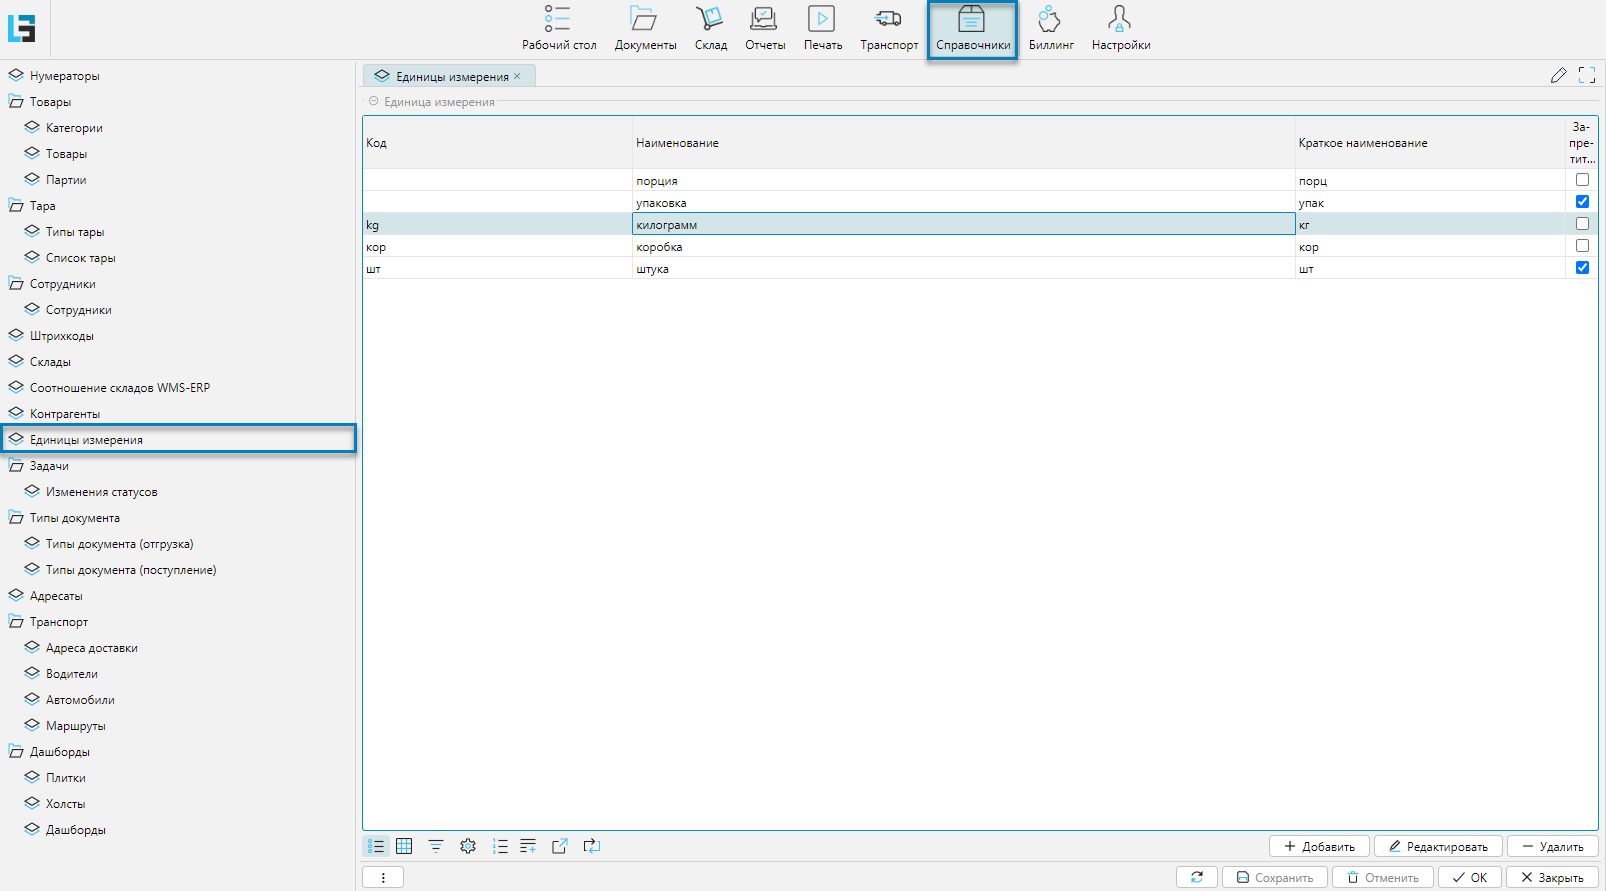 Рабочий стол
Документы
Склад
Отчеты
Печать
Транспорт
Справочники
Биллинг
Настройки
Нумераторы
Товары
Категории
Товары
Партии
Тара
Типы тары
Список тары
Сотрудники
Сотрудники
Штрихкоды
Склады
Соотношение складов WMS-ERP
Контрагенты
Единицы измерения
Задачи
Изменения статусов
Типы документа
Типы документа (отгрузка)
Типы документа (поступление)
Адресаты
Транспорт
Адреса доставки
Водители
Автомобили
Маршруты
Дашборды
Плитки
Холсты
Дашборды
Единицы измерения
Единица измерения
Код Наименование Краткое наименование За-
пре-
тит...
порция порц
упаковка упак
kg килограмм кг
кор коробка кор
шт штука шт
Добавить Редактировать Удалить
Сохранить Отменить OK Закрыть